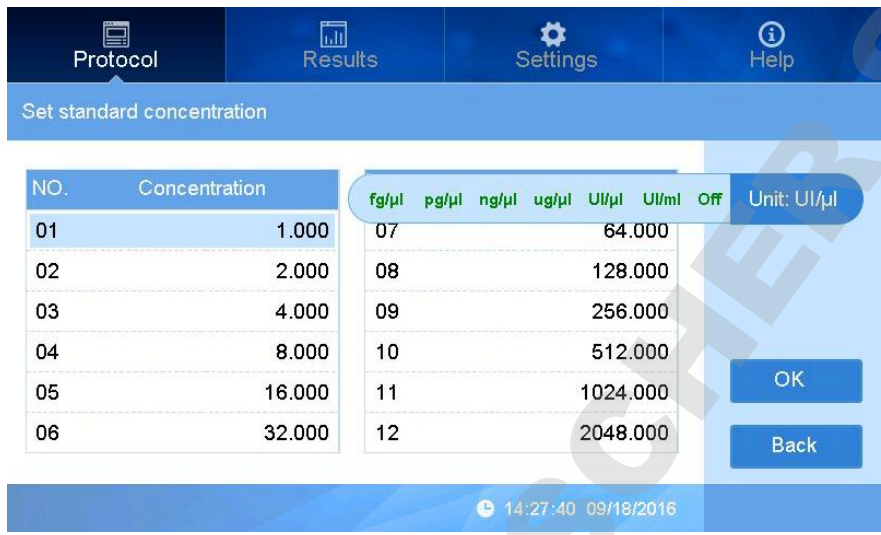 Protocol Results Settings Help
Set standard concentration
NO. Concentration
fg/µl pg/µl ng/µl ug/µl UI/µl UI/ml Off Unit: UI/µl
01 1.000 07 64.000
02 2.000 08 128.000
03 4.000 09 256.000
04 8.000 10 512.000
05 16.000 11 1024.000
06 32.000 12 2048.000
OK
Back
14:27:40 09/18/2016
SCHER